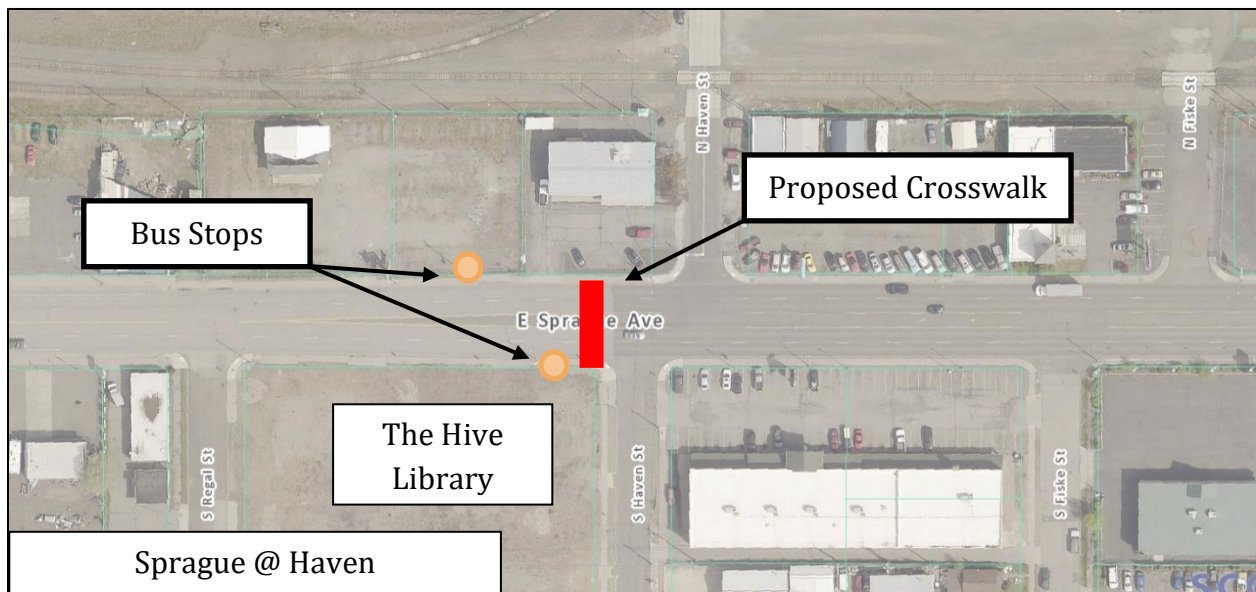 N Haven St
N Fiske St
Proposed Crosswalk
Bus Stops
E Sprague Ave
The Hive
Library
S Regal St
S Haven St
S Fiske St
Sprague @ Haven